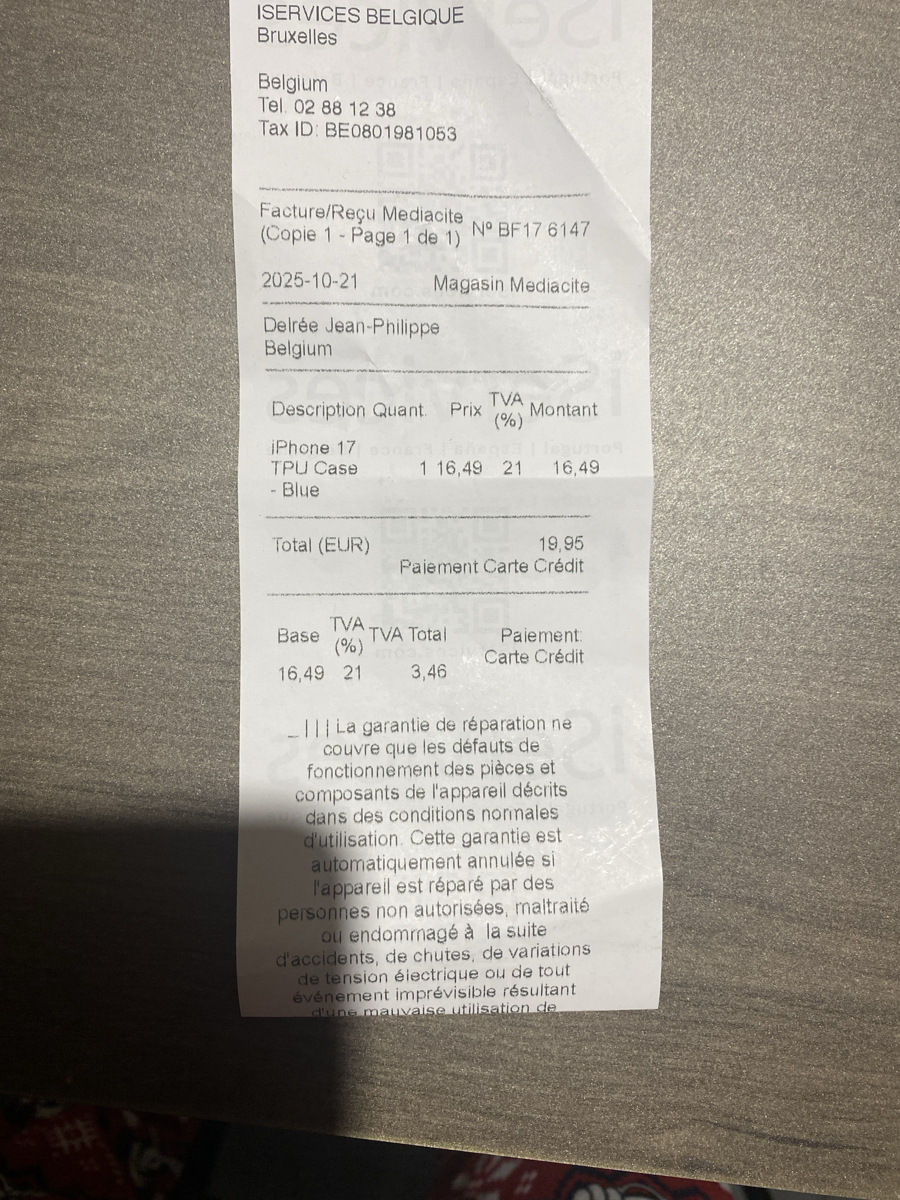 ISERVICES BELGIQUE
Bruxelles
Belgium
Tel. 02 88 12 38
Tax ID: BE0801981053
Facture/Reçu Mediacite
(Copie 1 - Page 1 de 1) Nº BF17 6147
2025-10-21 Magasin Mediacite
Delrée Jean-Philippe
Belgium
Description Quant. Prix TVA (%) Montant
iPhone 17
TPU Case 1 16,49 21 16,49
- Blue
Total (EUR) 19,95
Paiement Carte Crédit
Base TVA (%) TVA Total Paiement:
Carte Crédit
16,49 21 3,46
_ | | | La garantie de réparation ne
couvre que les défauts de
fonctionnement des pièces et
composants de l'appareil décrits
dans des conditions normales
d'utilisation. Cette garantie est
automatiquement annulée si
l'appareil est réparé par des
personnes non autorisées, maltraité
ou endommagé à la suite
d'accidents, de chutes, de variations
de tension électrique ou de tout
événement imprévisible résultant
d'une mauvaise utilisation de